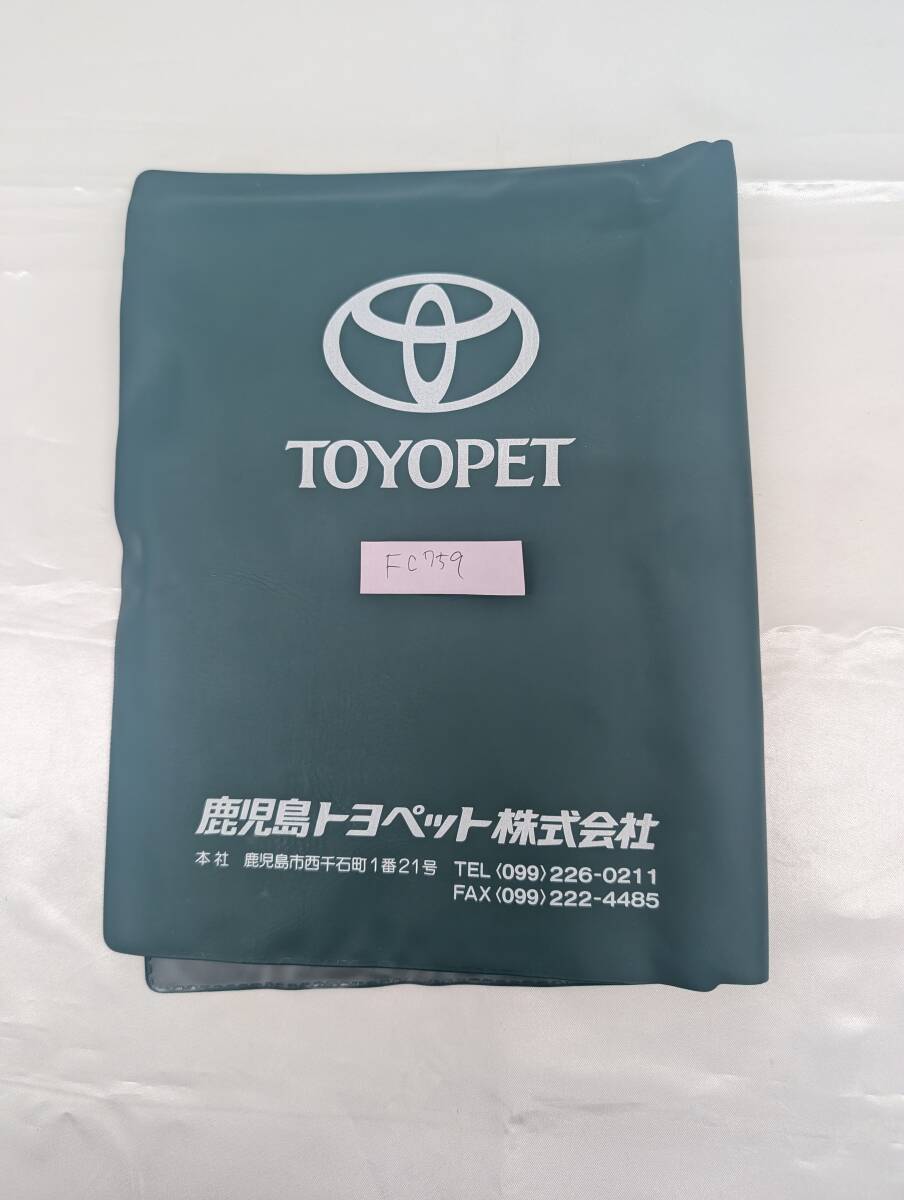 TOYOPET
FC759
鹿児島トヨペット株式会社
本社 鹿児島市西千石町1番21号 TEL〈099〉226-0211
FAX〈099〉222-4485